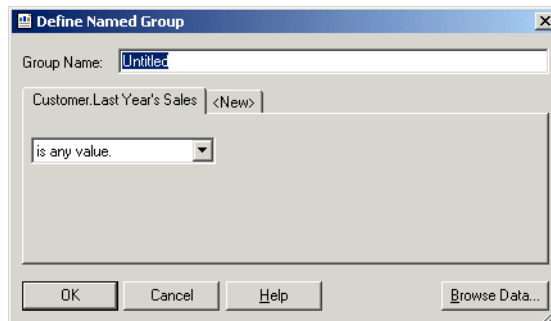 Define Named Group
Group Name: Untitled
Customer.Last Year's Sales <New>
is any value.
OK Cancel Help Browse Data...